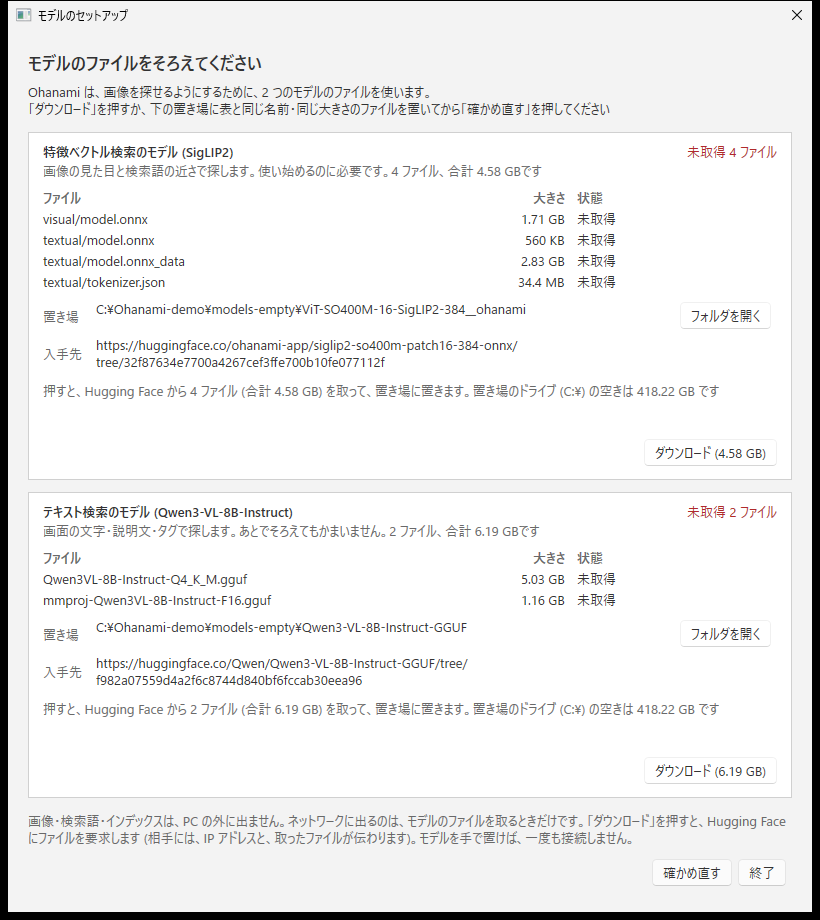 モデルのセットアップ
モデルのファイルをそろえてください
Ohanami は、画像を探せるようにするために、2 つのモデルのファイルを使います。
「ダウンロード」を押すか、下の置き場に表と同じ名前・同じ大きさのファイルを置いてから「確かめ直す」を押してください
特徴ベクトル検索のモデル (SigLIP2)
未取得 4 ファイル
画像の見た目と検索語の近さで探します。使い始めるのに必要です。4 ファイル、合計 4.58 GBです
ファイル 大きさ 状態
visual/model.onnx 1.71 GB 未取得
textual/model.onnx 560 KB 未取得
textual/model.onnx_data 2.83 GB 未取得
textual/tokenizer.json 34.4 MB 未取得
置き場 C:¥Ohanami-demo¥models-empty¥ViT-SO400M-16-SigLIP2-384__ohanami
フォルダを開く
入手先 https://huggingface.co/ohanami-app/siglip2-so400m-patch16-384-onnx/
tree/32f87634e7700a4267cef3ffe700b10fe077112f
押すと、Hugging Face から 4 ファイル (合計 4.58 GB) を取って、置き場に置きます。置き場のドライブ (C:¥) の空きは 418.22 GB です
ダウンロード (4.58 GB)
テキスト検索のモデル (Qwen3-VL-8B-Instruct)
未取得 2 ファイル
画面の文字・説明文・タグで探します。あとでそろえてもかまいません。2 ファイル、合計 6.19 GBです
ファイル 大きさ 状態
Qwen3VL-8B-Instruct-Q4_K_M.gguf 5.03 GB 未取得
mmproj-Qwen3VL-8B-Instruct-F16.gguf 1.16 GB 未取得
置き場 C:¥Ohanami-demo¥models-empty¥Qwen3-VL-8B-Instruct-GGUF
フォルダを開く
入手先 https://huggingface.co/Qwen/Qwen3-VL-8B-Instruct-GGUF/tree/
f982a07559d4a2f6c8744d840bf6fccab30eea96
押すと、Hugging Face から 2 ファイル (合計 6.19 GB) を取って、置き場に置きます。置き場のドライブ (C:¥) の空きは 418.22 GB です
ダウンロード (6.19 GB)
画像・検索語・インデックスは、PC の外に出ません。ネットワークに出るのは、モデルのファイルを取るときだけです。「ダウンロード」を押すと、Hugging Face
にファイルを要求します (相手には、IP アドレスと、取ったファイルが伝わります)。モデルを手で置けば、一度も接続しません。
確かめ直す 終了